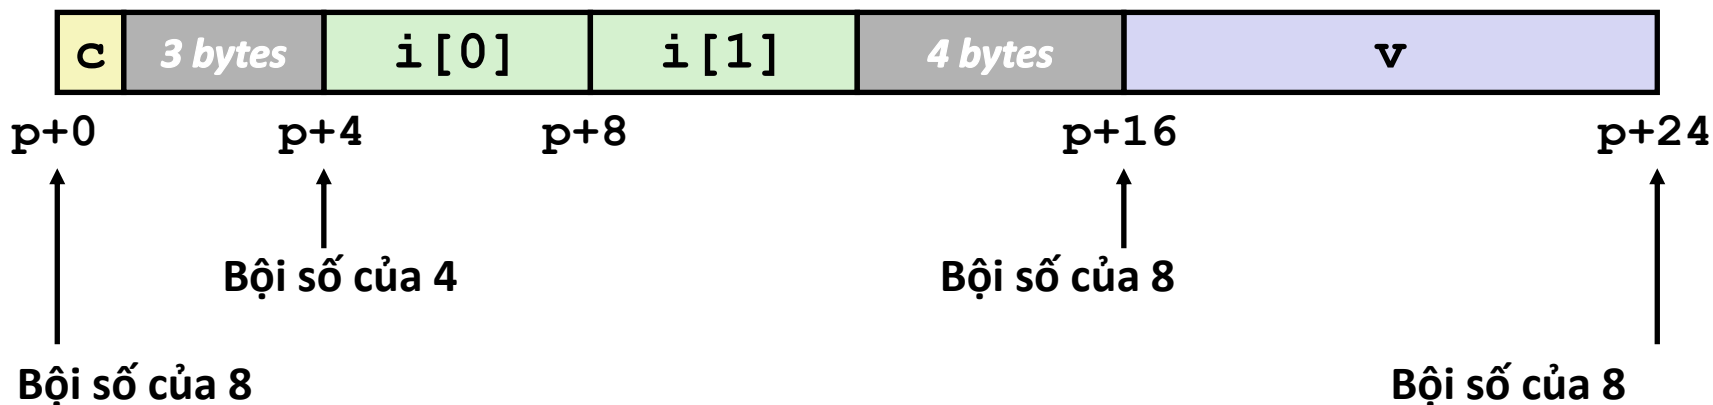 c 3 bytes i[0] i[1] 4 bytes v
p+0 p+4 p+8 p+16 p+24
Bội số của 4 Bội số của 8
Bội số của 8 Bội số của 8